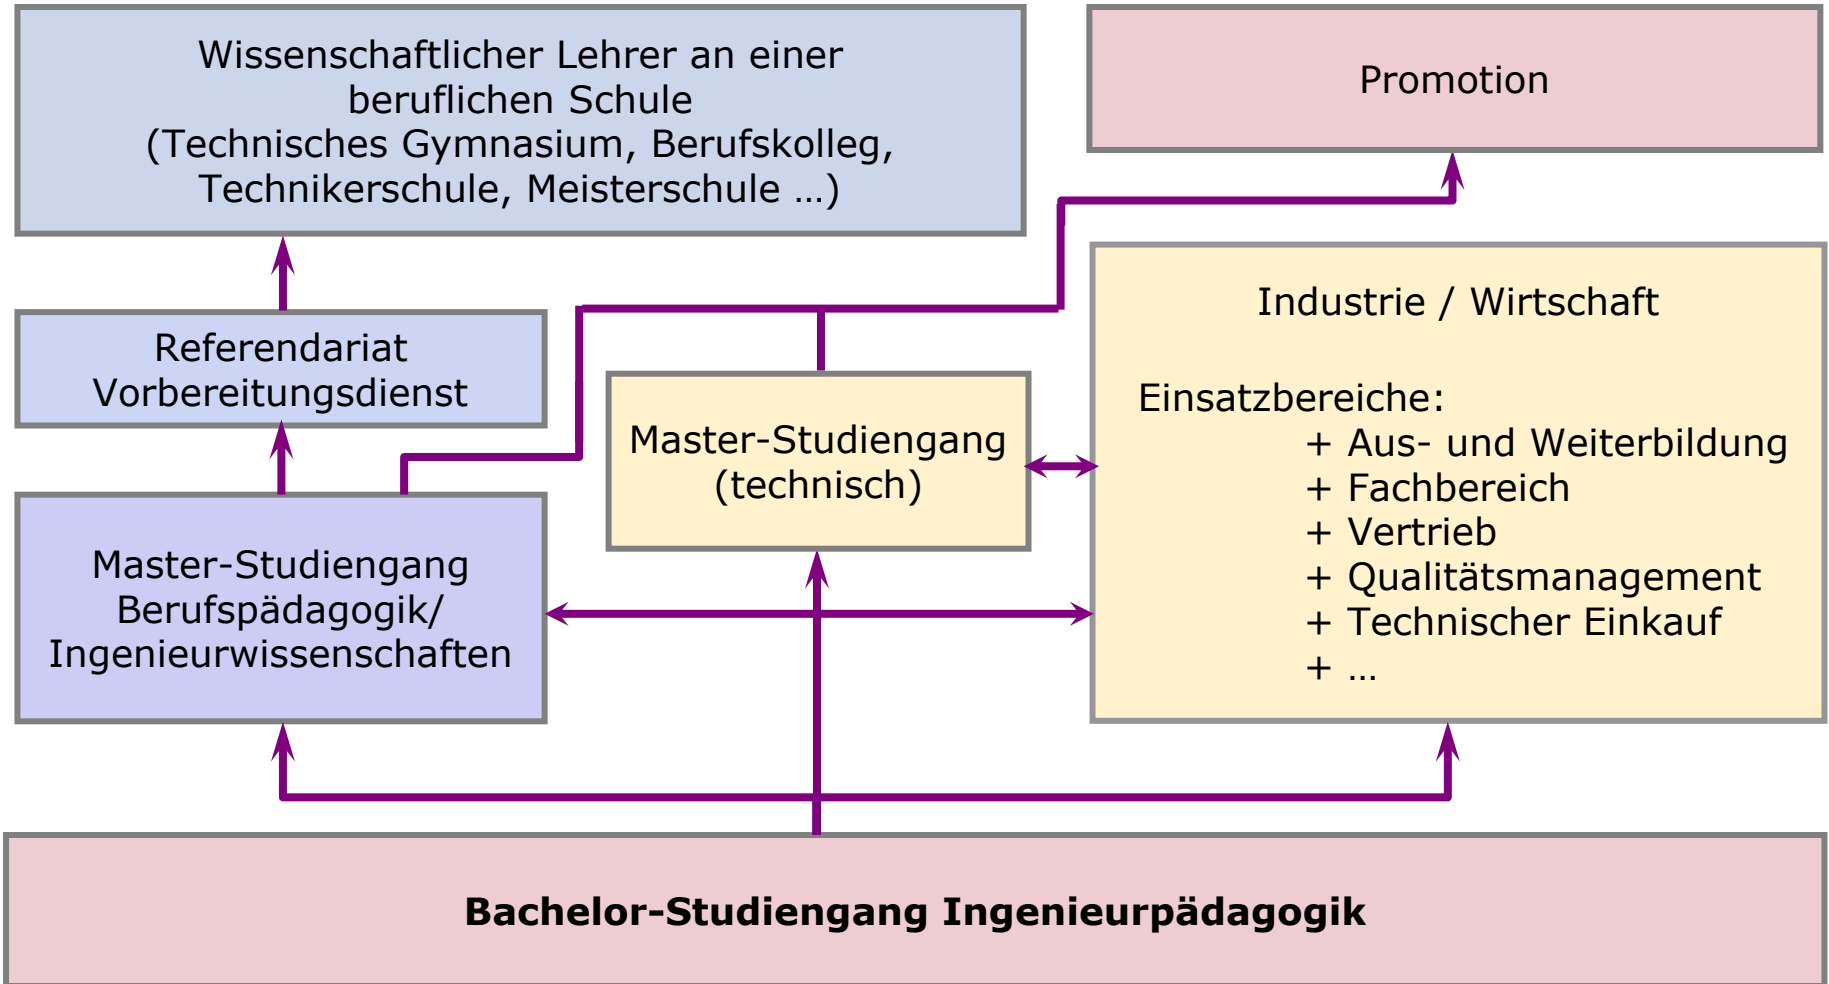 Wissenschaftlicher Lehrer an einer
beruflichen Schule
(Technisches Gymnasium, Berufskolleg,
Technikerschule, Meisterschule …)
Promotion
Referendariat
Vorbereitungsdienst
Master-Studiengang
(technisch)
Industrie / Wirtschaft
Einsatzbereiche:
+ Aus- und Weiterbildung
+ Fachbereich
+ Vertrieb
+ Qualitätsmanagement
+ Technischer Einkauf
+ …
Master-Studiengang
Berufspädagogik/
Ingenieurwissenschaften
Bachelor-Studiengang Ingenieurpädagogik